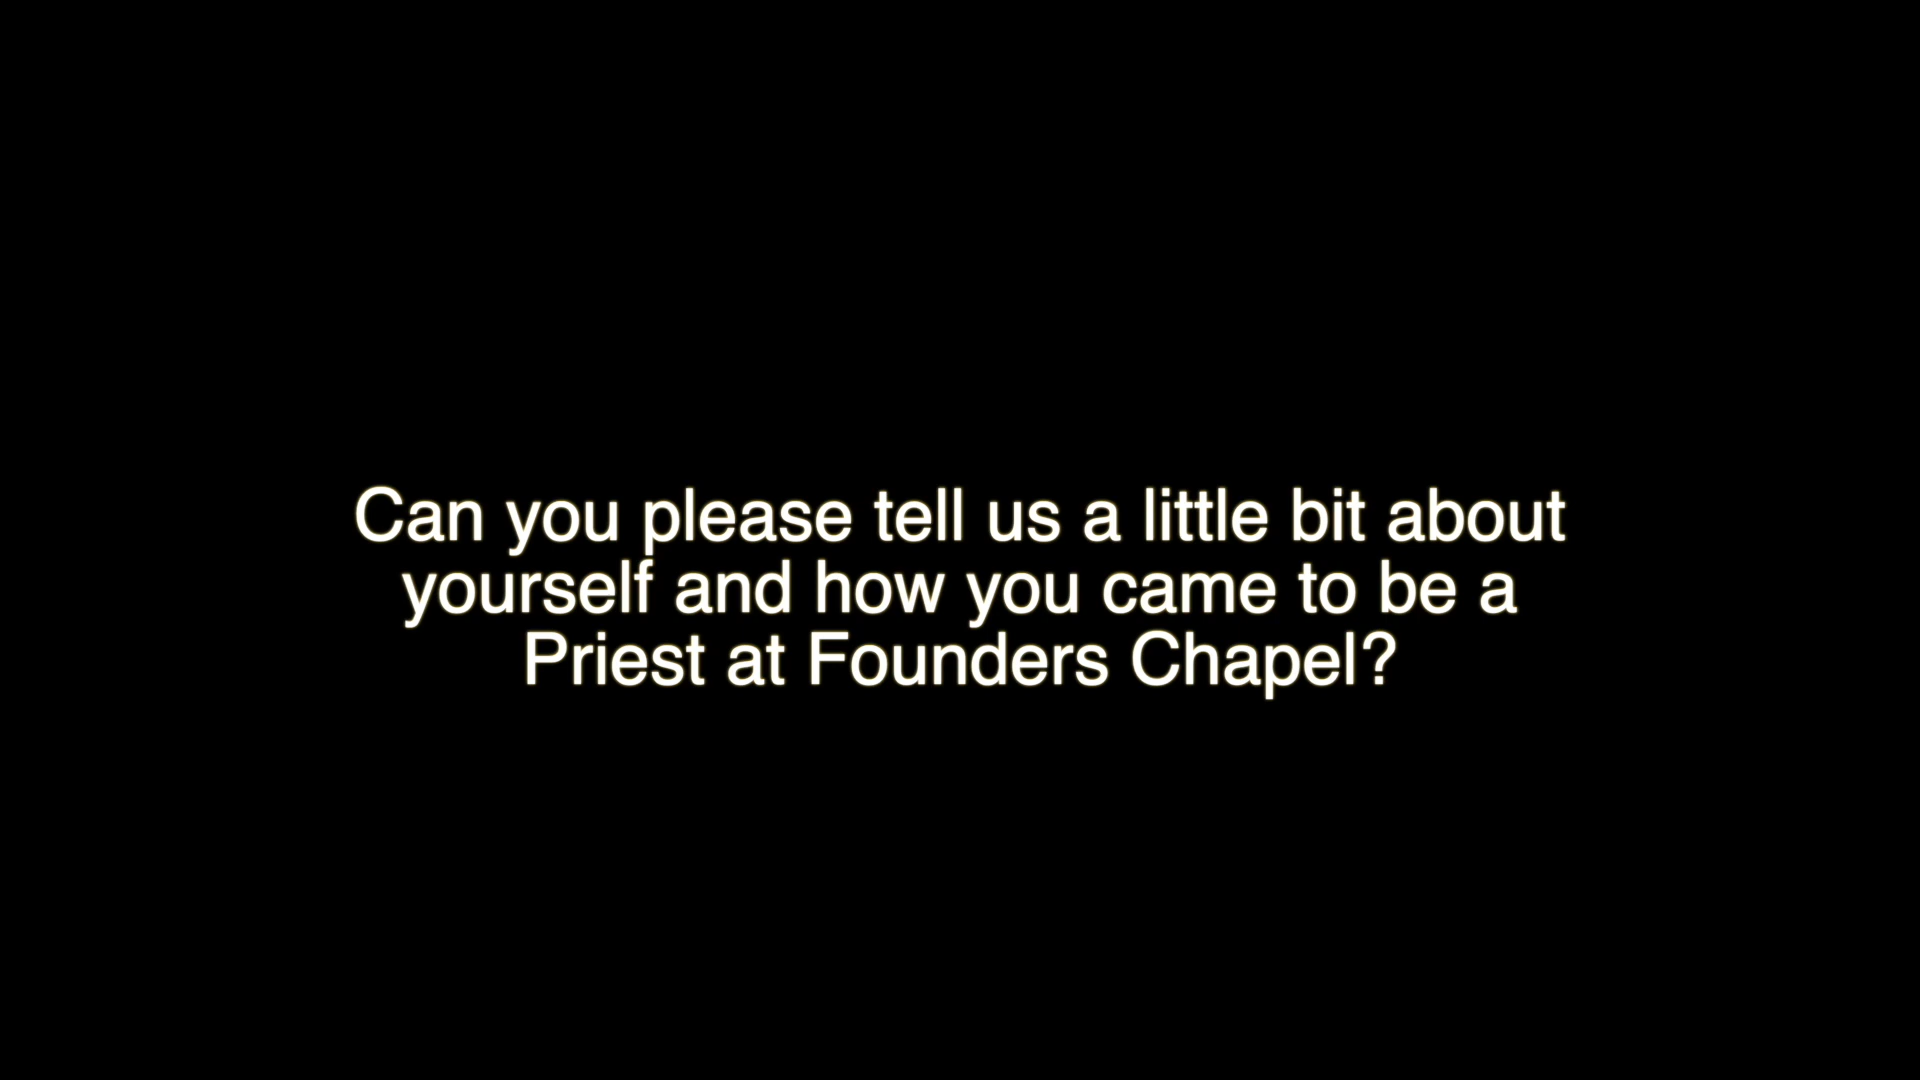 Can you please tell us a little bit about
yourself and how you came to be a
Priest at Founders Chapel?